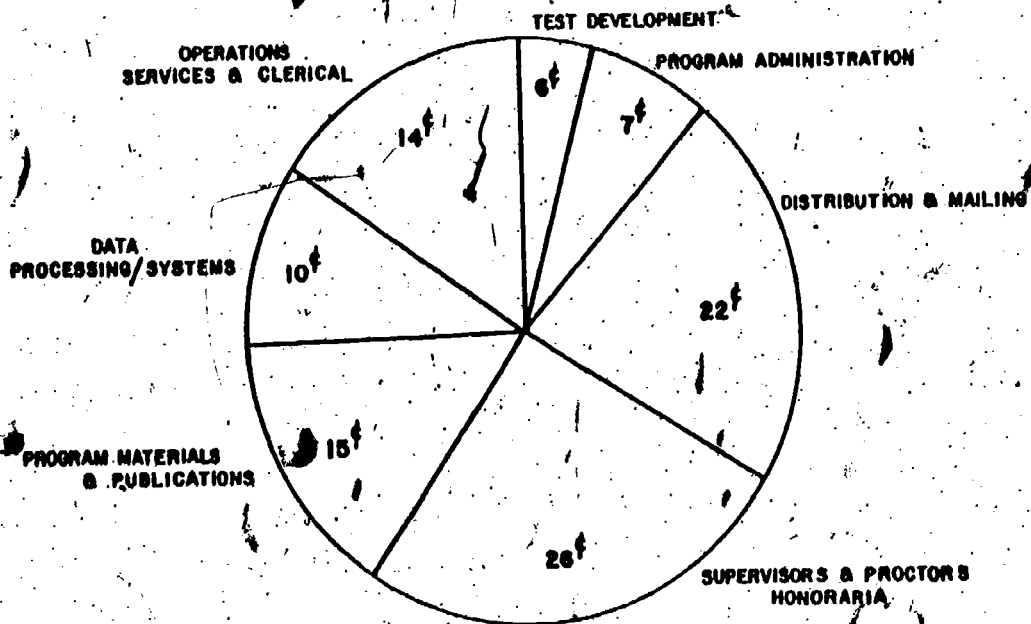 TEST DEVELOPMENT
6¢
PROGRAM ADMINISTRATION
7¢
DISTRIBUTION & MAILING
22¢
SUPERVISORS & PROCTORS
HONORARIA
26¢
PROGRAM MATERIALS
& PUBLICATIONS
15¢
DATA
PROCESSING/SYSTEMS
10¢
OPERATIONS
SERVICES & CLERICAL
14¢